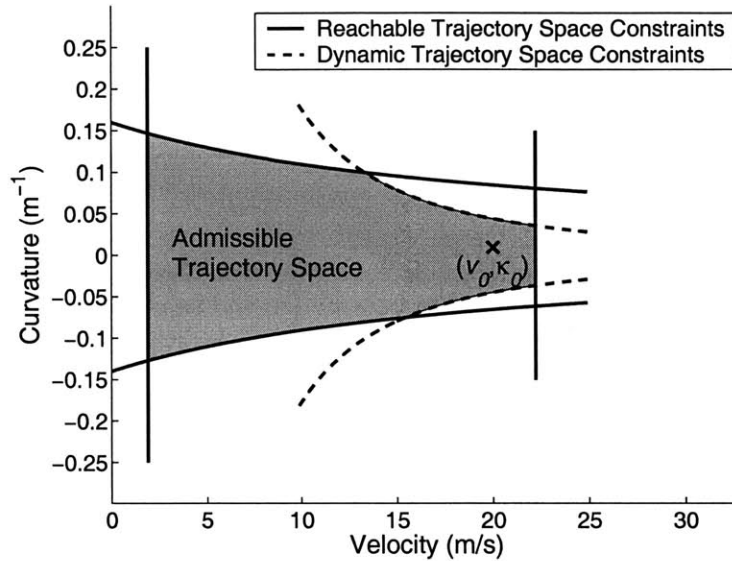 Reachable Trajectory Space Constraints
Dynamic Trajectory Space Constraints
0.25
0.2
0.15
0.1
0.05
0
-0.05
-0.1
-0.15
-0.2
-0.25
Curvature (m⁻¹)
Admissible
Trajectory Space
(v₀,κ₀)
0 5 10 15 20 25 30
Velocity (m/s)